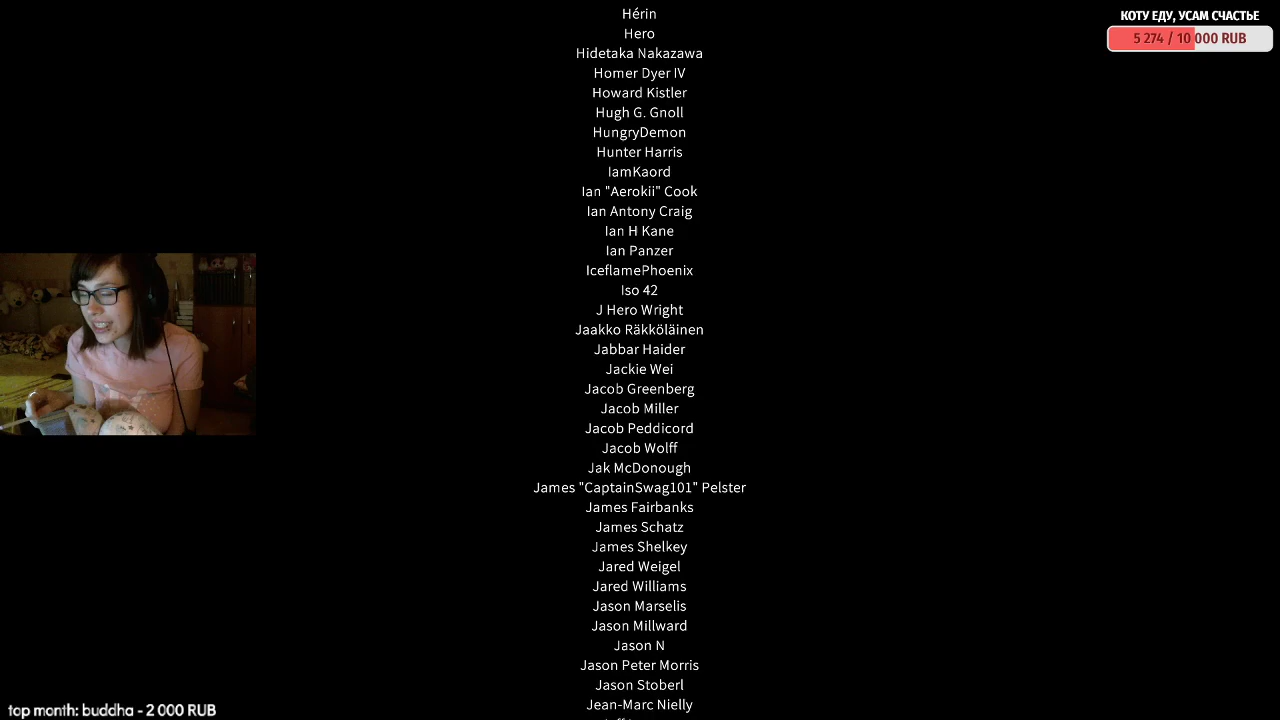 Hérin
Hero
Hidetaka Nakazawa
Homer Dyer IV
Howard Kistler
Hugh G. Gnoll
HungryDemon
Hunter Harris
IamKaord
Ian "Aerokii" Cook
Ian Antony Craig
Ian H Kane
Ian Panzer
IceflamePhoenix
Iso 42
J Hero Wright
Jaakko Räkköläinen
Jabbar Haider
Jackie Wei
Jacob Greenberg
Jacob Miller
Jacob Peddicord
Jacob Wolff
Jak McDonough
James "CaptainSwag101" Pelster
James Fairbanks
James Schatz
James Shelkey
Jared Weigel
Jared Williams
Jason Marselis
Jason Millward
Jason N
Jason Peter Morris
Jason Stoberl
Jean-Marc Nielly
КОТУ ЕДУ, УСАМ СЧАСТЬЕ
5 274 / 10 000 RUB
top month: buddha - 2 000 RUB